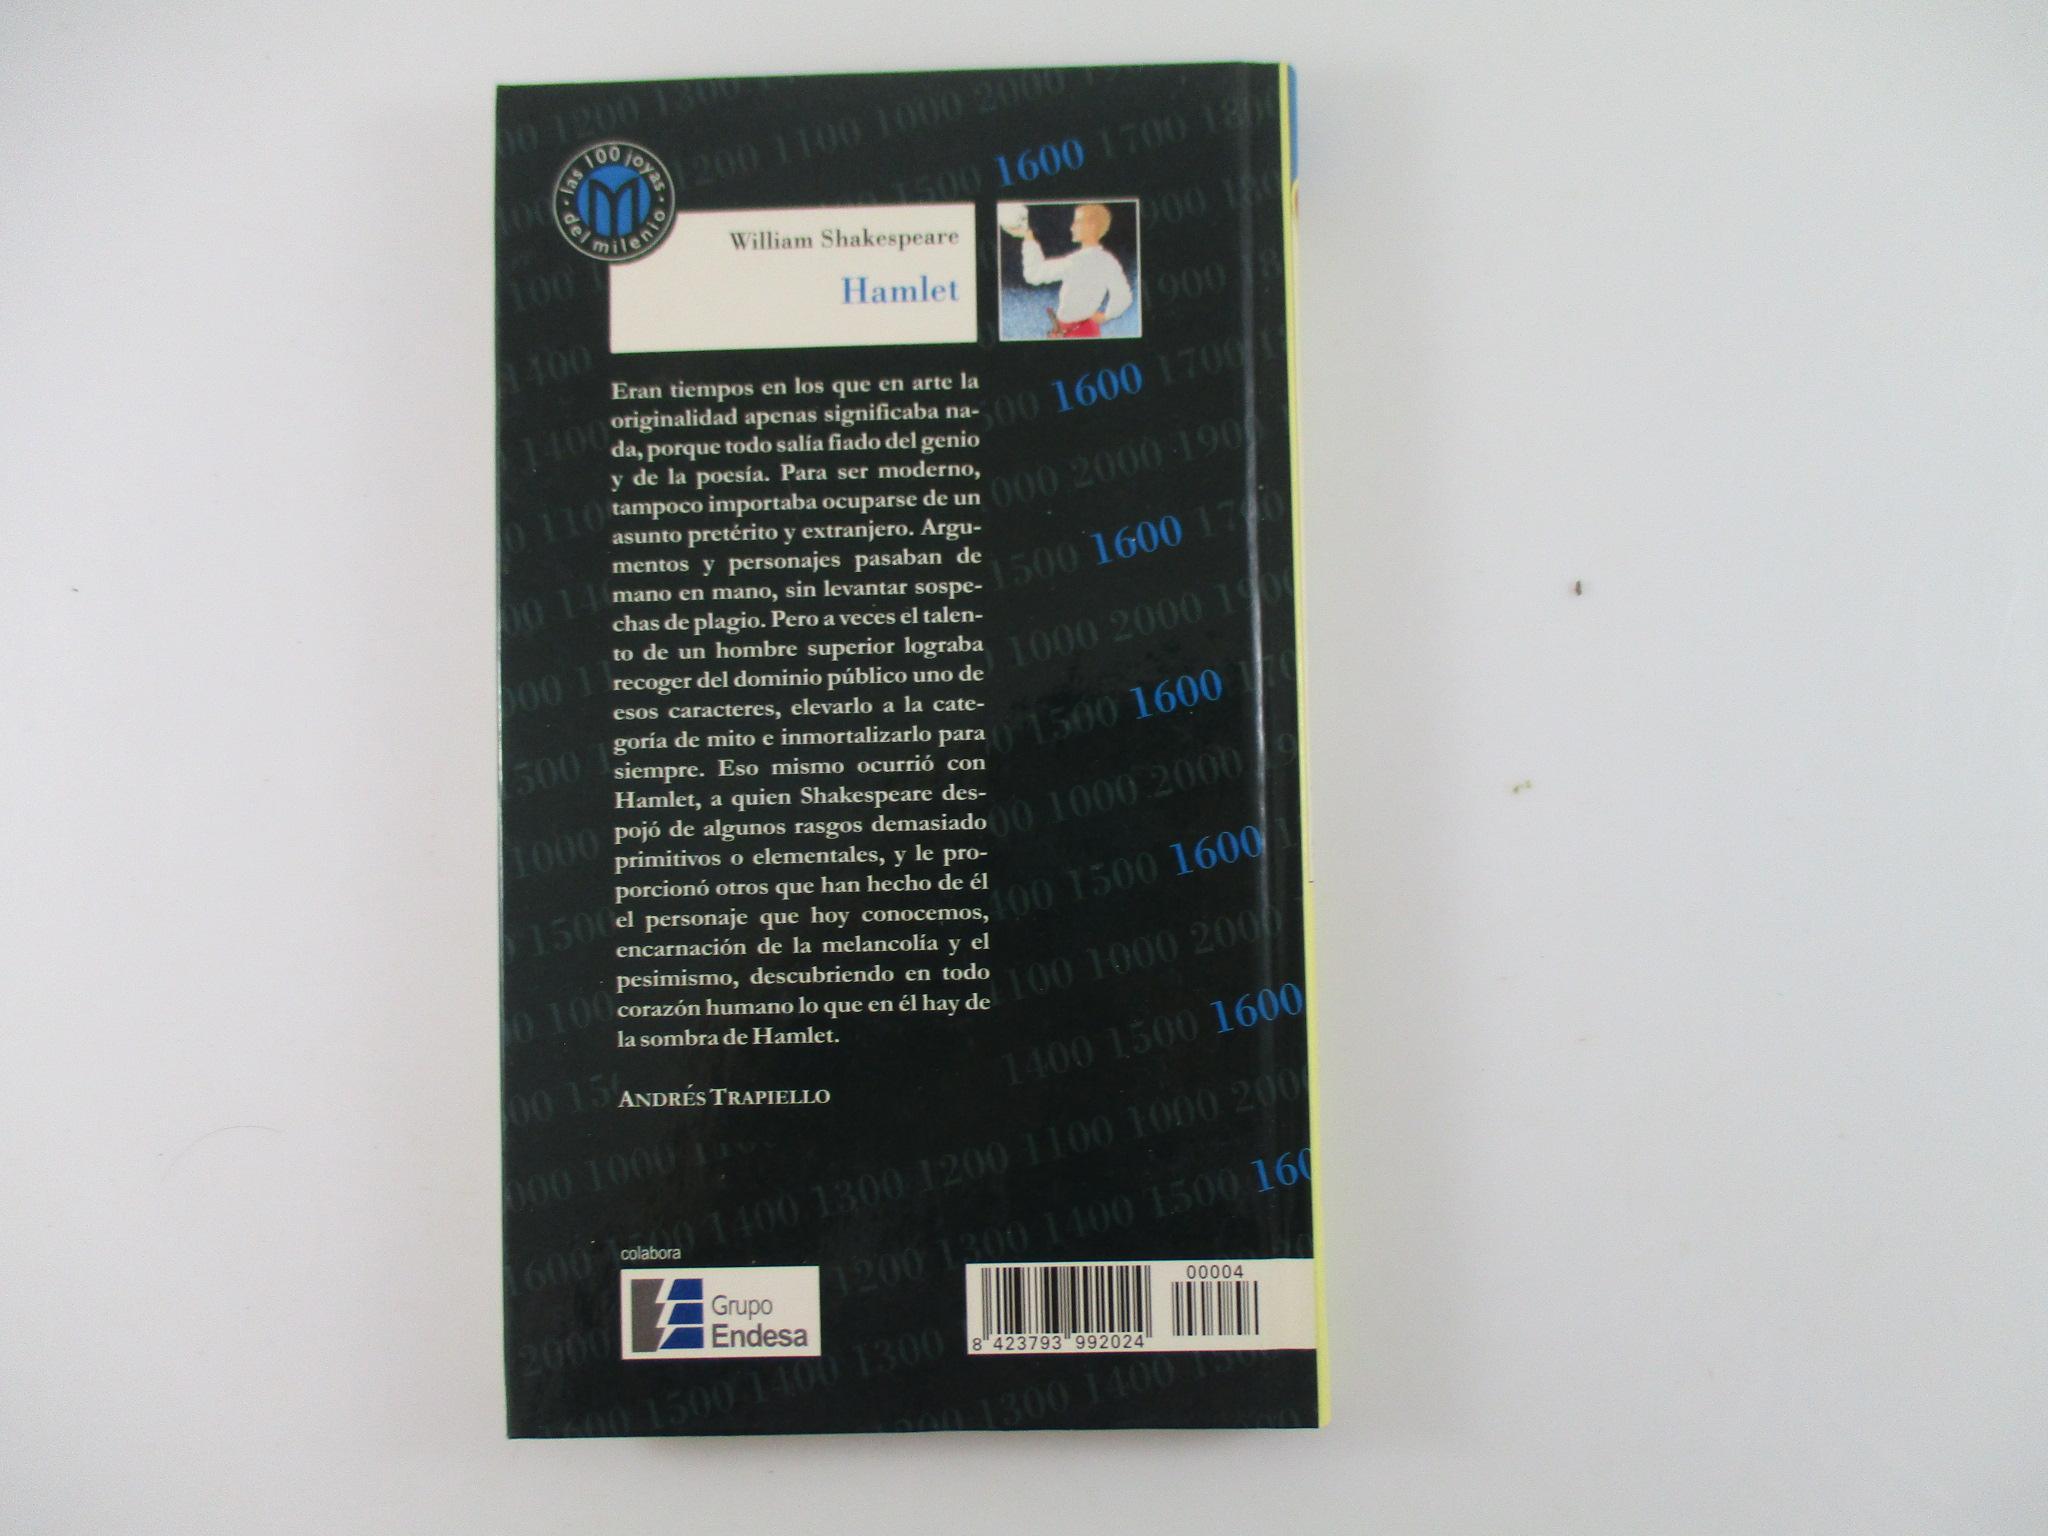 las 100 joyas
del milenio
M
William Shakespeare
Hamlet
Eran tiempos en los que en arte la
originalidad apenas significaba na-
da, porque todo salía fiado del genio
y de la poesía. Para ser moderno,
tampoco importaba ocuparse de un
asunto pretérito y extranjero. Argu-
mentos y personajes pasaban de
mano en mano, sin levantar sospe-
chas de plagio. Pero a veces el talen-
to de un hombre superior lograba
recoger del dominio público uno de
esos caracteres, elevarlo a la cate-
goría de mito e inmortalizarlo para
siempre. Eso mismo ocurrió con
Hamlet, a quien Shakespeare des-
pojó de algunos rasgos demasiado
primitivos o elementales, y le pro-
porcionó otros que han hecho de él
el personaje que hoy conocemos,
encarnación de la melancolía y el
pesimismo, descubriendo en todo
corazón humano lo que en él hay de
la sombra de Hamlet.
ANDRÉS TRAPIELLO
1600
1600
1600
1600
1600
1600
160
colabora
Grupo
Endesa
00004
8 423793 992024